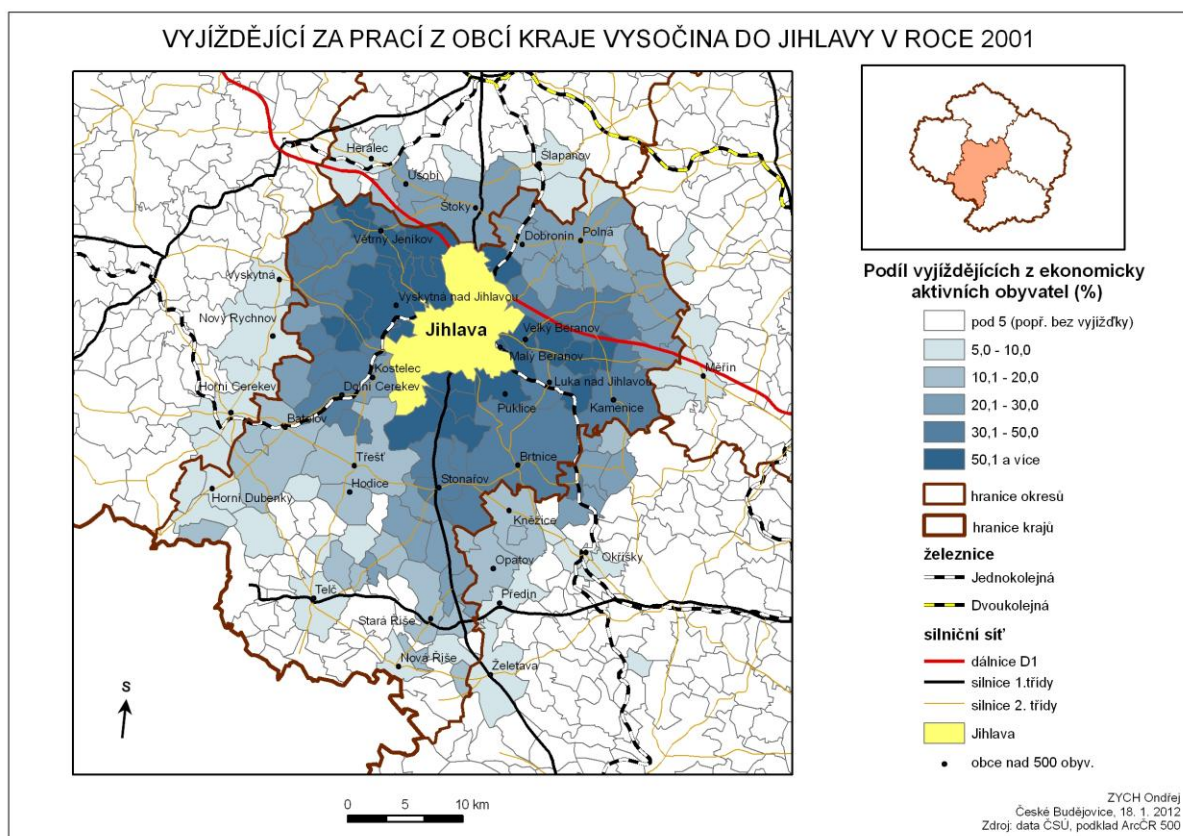 VYJÍŽDĚJÍCÍ ZA PRACÍ Z OBCÍ KRAJE VYSOČINA DO JIHLAVY V ROCE 2001
Herálec
Úsobí
Šlapanov
Štoky
Větrný Jeníkov
Dobronín
Polná
Vyskytná
Vyskytná nad Jihlavou
Nový Rychnov
Jihlava
Velký Beranov
Malý Beranov
Měřín
Kostelec
Horní Cerekev
Dolní Cerekev
Luka nad Jihlavou
Puklice
Kamenice
Batelov
Třešť
Brtnice
Horní Dubenky
Hodice
Stonařov
Kněžice
Okříšky
Opatov
Telč
Předín
Stará Říše
Nová Říše
Želetava
S
0 5 10 km
Podíl vyjíždějících z ekonomicky
aktivních obyvatel (%)
pod 5 (popř. bez vyjižďky)
5,0 - 10,0
10,1 - 20,0
20,1 - 30,0
30,1 - 50,0
50,1 a více
hranice okresů
hranice krajů
železnice
Jednokolejná
Dvoukolejná
silniční síť
dálnice D1
silnice 1.třídy
silnice 2. třídy
Jihlava
obce nad 500 obyv.
ZYCH Ondřej
České Budějovice, 18. 1. 2012
Zdroj: data ČSÚ, podklad ArcČR 500